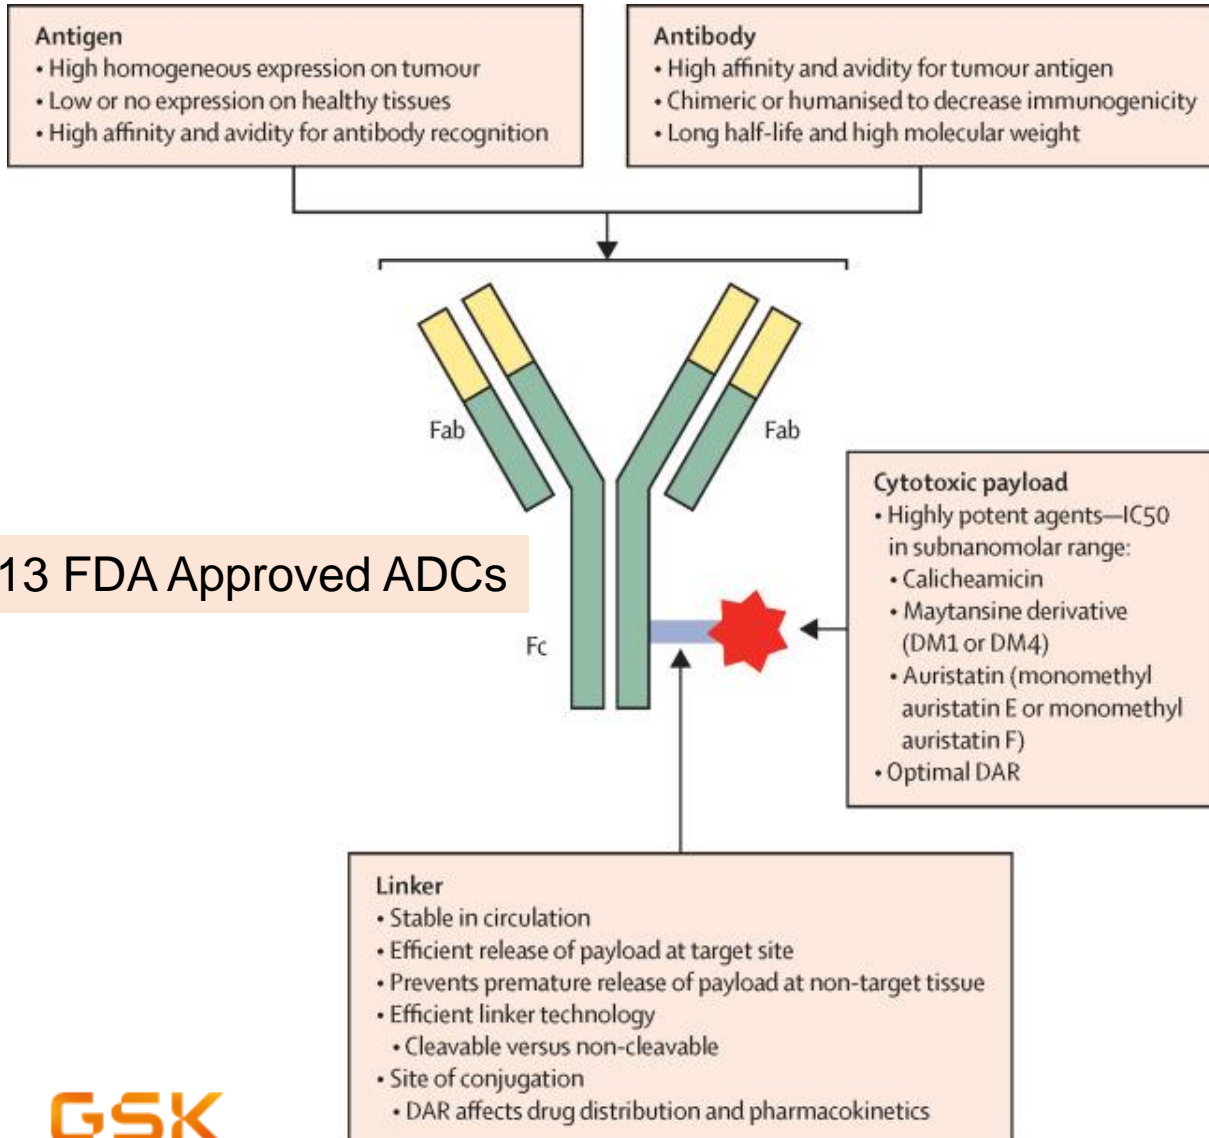 Antigen
• High homogeneous expression on tumour
• Low or no expression on healthy tissues
• High affinity and avidity for antibody recognition
Antibody
• High affinity and avidity for tumour antigen
• Chimeric or humanised to decrease immunogenicity
• Long half-life and high molecular weight
Fab
Fab
Cytotoxic payload
• Highly potent agents—IC50
in subnanomolar range:
• Calicheamicin
• Maytansine derivative
(DM1 or DM4)
• Auristatin (monomethyl
auristatin E or monomethyl
auristatin F)
• Optimal DAR
13 FDA Approved ADCs
Fc
Linker
• Stable in circulation
• Efficient release of payload at target site
• Prevents premature release of payload at non-target tissue
• Efficient linker technology
• Cleavable versus non-cleavable
• Site of conjugation
• DAR affects drug distribution and pharmacokinetics
GSK